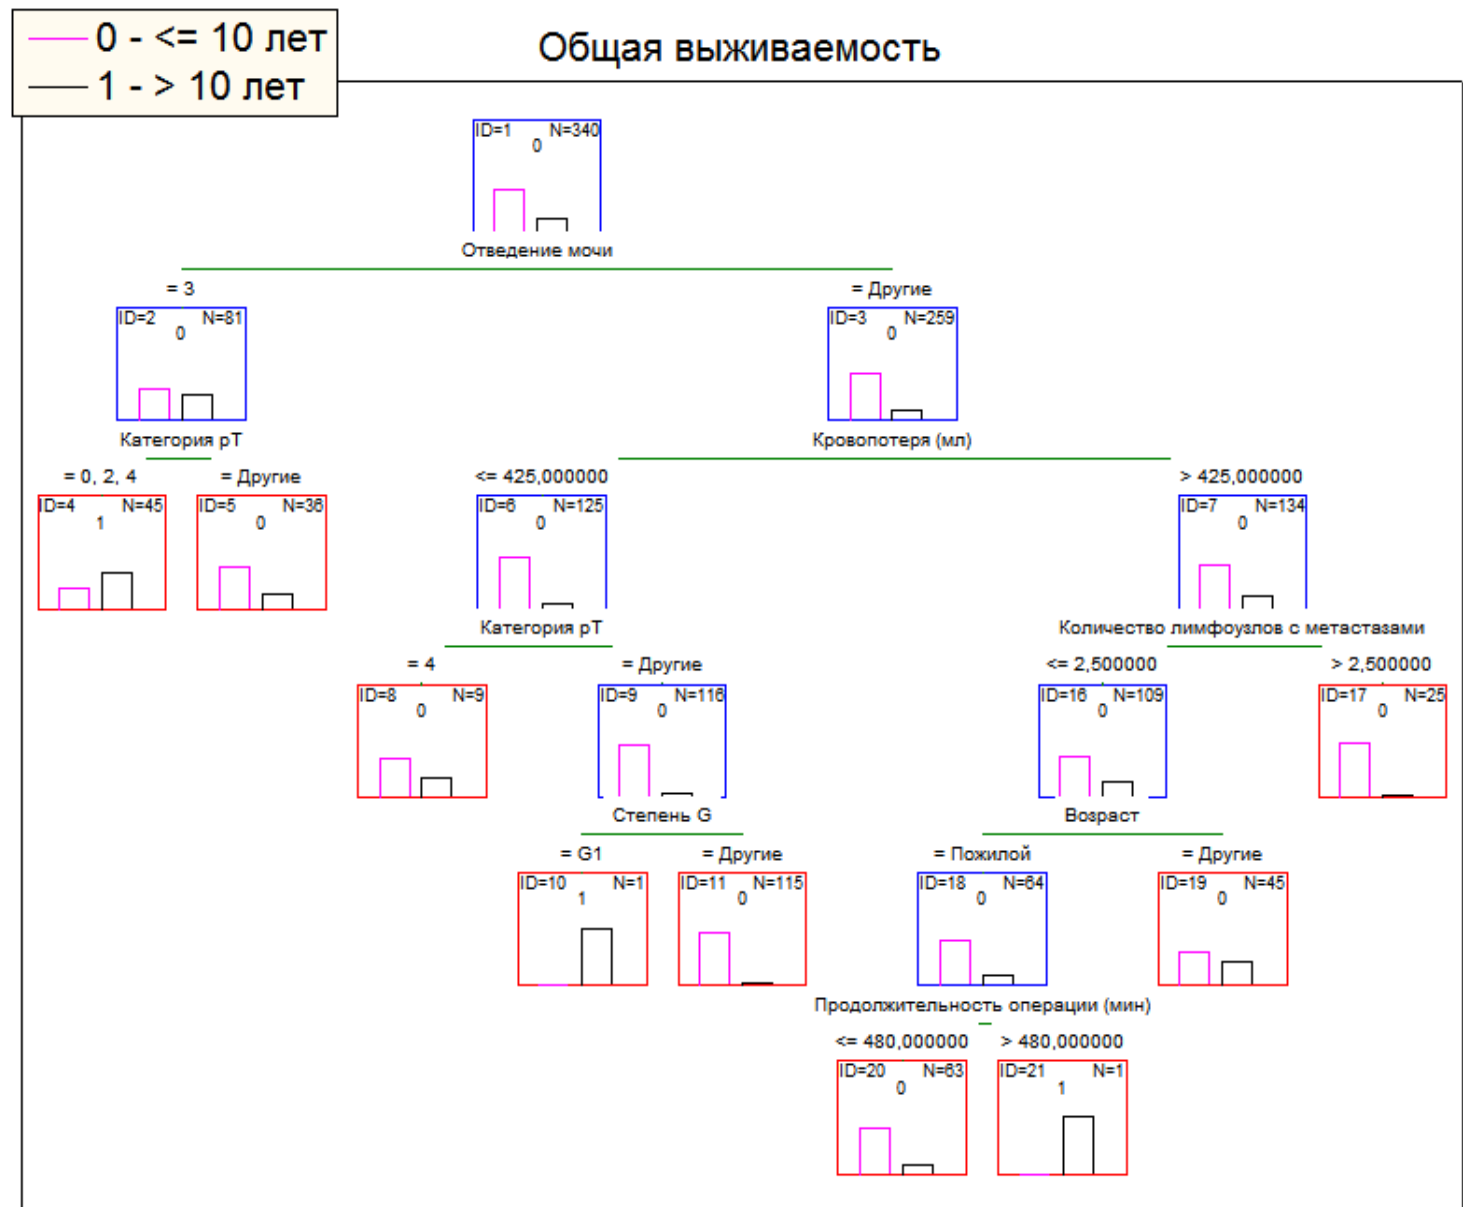 0 - <= 10 лет
1 - > 10 лет
Общая выживаемость
ID=1 N=340
0
Отведение мочи
= 3
= Другие
ID=2 N=81
0
ID=3 N=259
0
Категория pT
Кровопотеря (мл)
= 0, 2, 4
= Другие
<= 425,000000
> 425,000000
ID=4 N=45
1
ID=5 N=36
0
ID=6 N=125
0
ID=7 N=134
0
Категория pT
Количество лимфоузлов с метастазами
= 4
= Другие
<= 2,500000
> 2,500000
ID=8 N=9
0
ID=9 N=116
0
ID=16 N=109
0
ID=17 N=25
0
Степень G
Возраст
= G1
= Другие
= Пожилой
= Другие
ID=10 N=1
1
ID=11 N=115
0
ID=18 N=64
0
ID=19 N=45
0
Продолжительность операции (мин)
<= 480,000000
> 480,000000
ID=20 N=63
0
ID=21 N=1
1